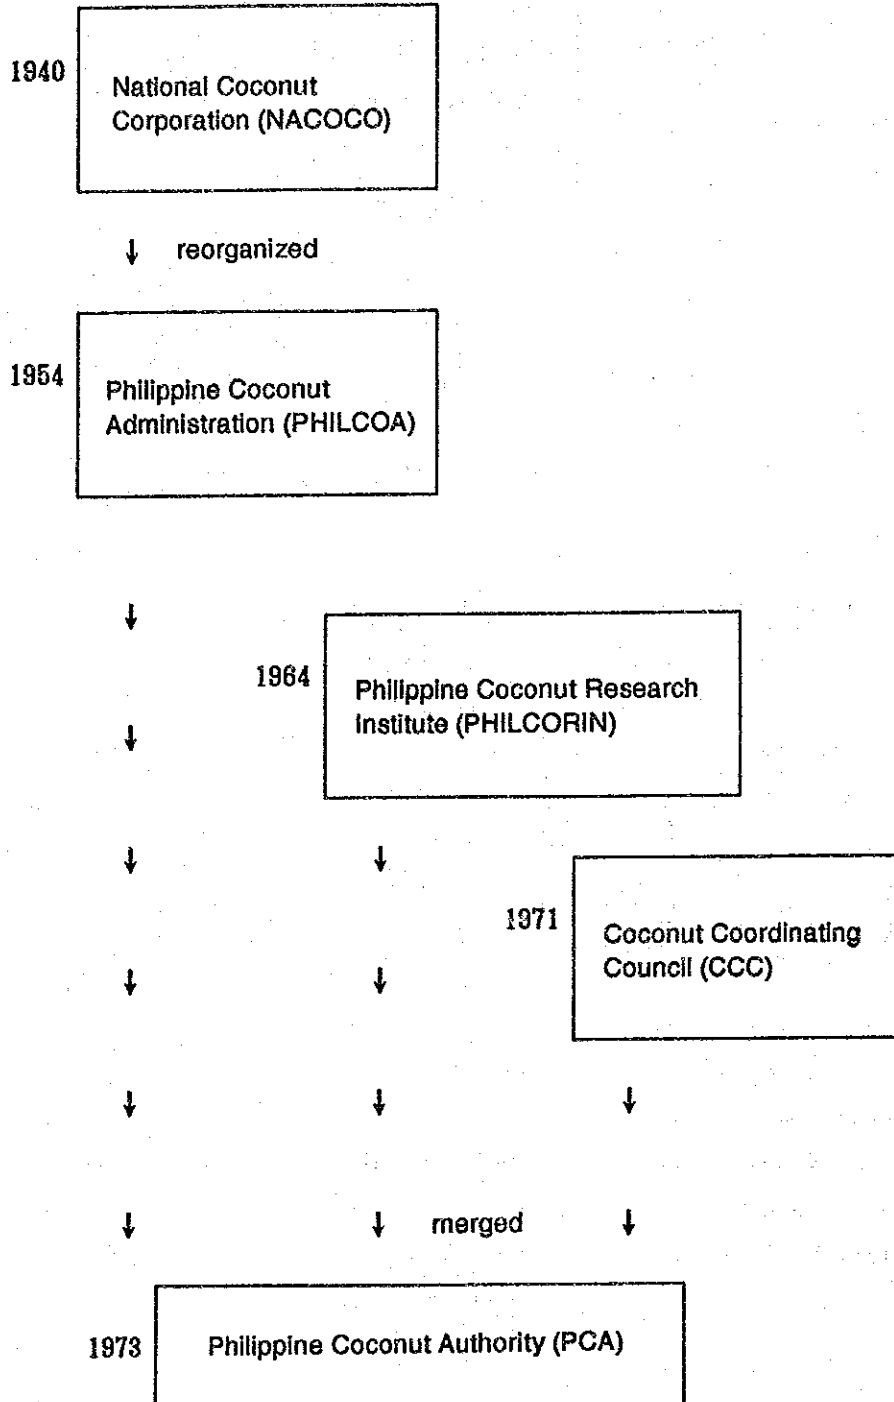 1940
National Coconut
Corporation (NACOCO)
↓ reorganized
1954
Philippine Coconut
Administration (PHILCOA)
1964
Philippine Coconut Research
Institute (PHILCORIN)
1971
Coconut Coordinating
Council (CCC)
merged
1973
Philippine Coconut Authority (PCA)